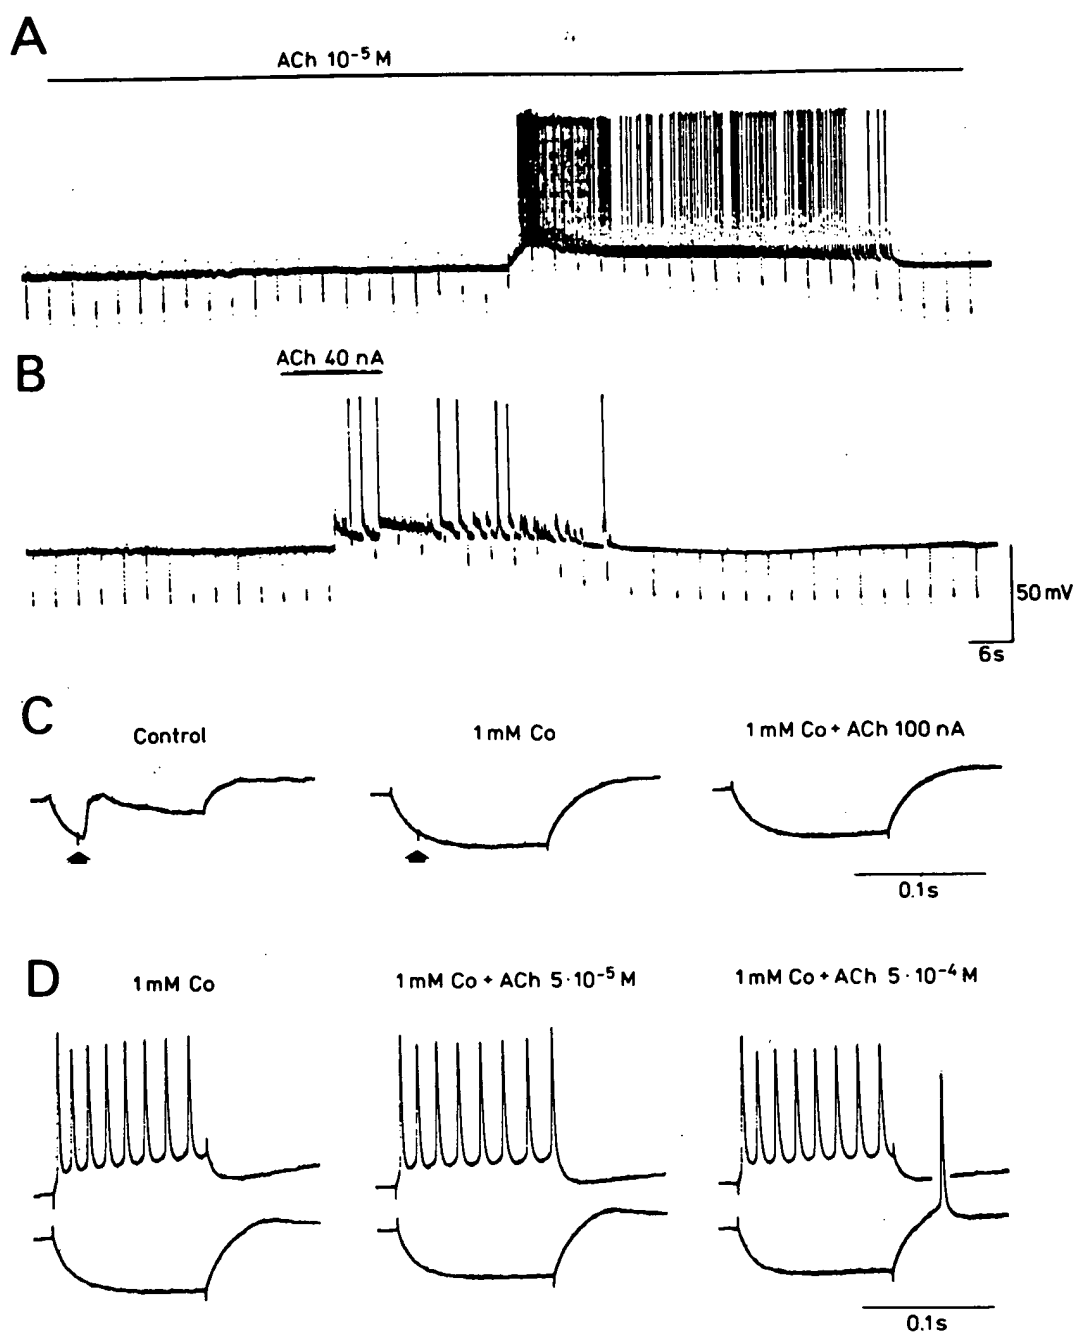 A
ACh 10⁻⁵ M
B
ACh 40 nA
50 mV
6s
C
Control
1 mM Co
1 mM Co + ACh 100 nA
0.1s
D
1 mM Co
1 mM Co + ACh 5·10⁻⁵ M
1 mM Co + ACh 5·10⁻⁴ M
0.1s